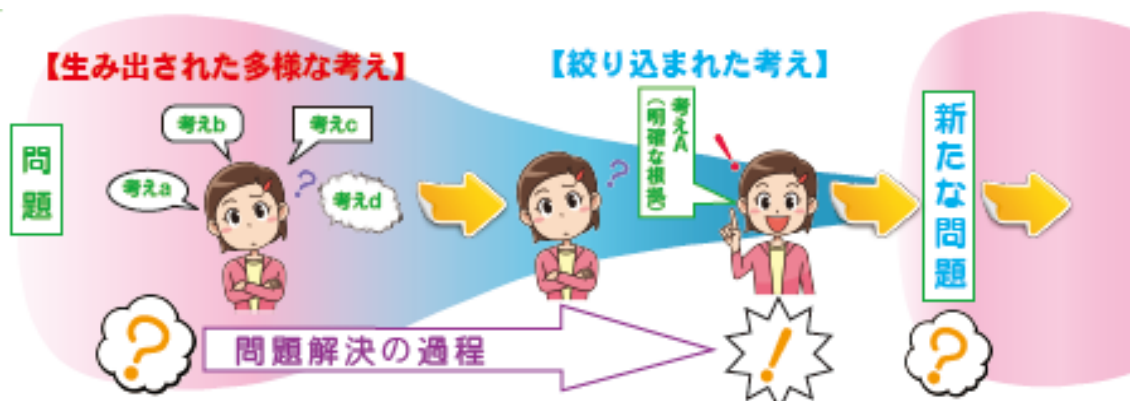 【生み出された多様な考え】
【絞り込まれた考え】
問題
考えa
考えb
考えc
考えd
?
?
考えA
(明確な根拠)
!
新たな問題
?
問題解決の過程
!
?